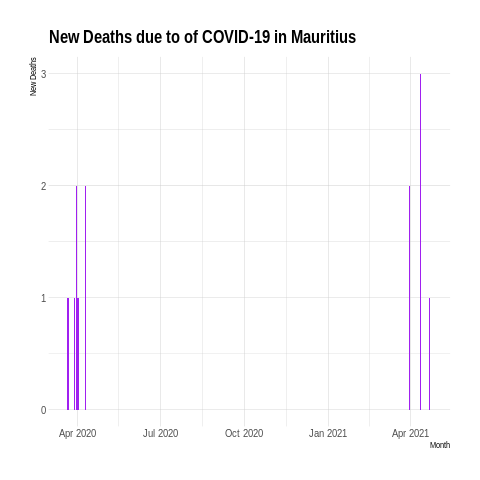 New Deaths due to of COVID-19 in Mauritius
New Deaths
3
2
1
0
Apr 2020 Jul 2020 Oct 2020 Jan 2021 Apr 2021
Month